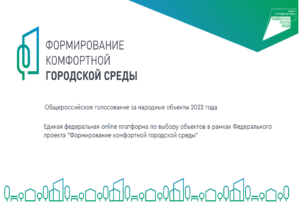 ФОРМИРОВАНИЕ
КОМФОРТНОЙ
ГОРОДСКОЙ СРЕДЫ
Общероссийское голосование за народные объекты 2022 года
Единая федеральная online платформа по выбору объектов в рамках Федерального
проекта "Формирование комфортной городской среды"